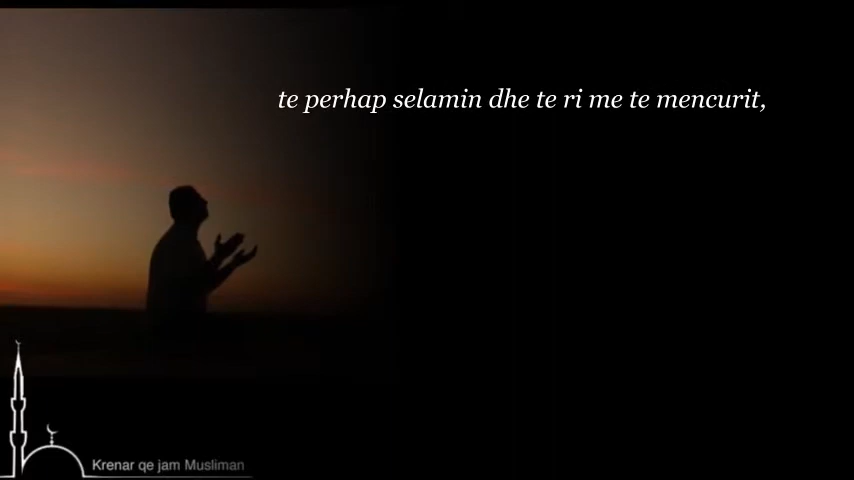 te perhap selamin dhe te ri me te mencurit,
Krenar qe jam Musliman